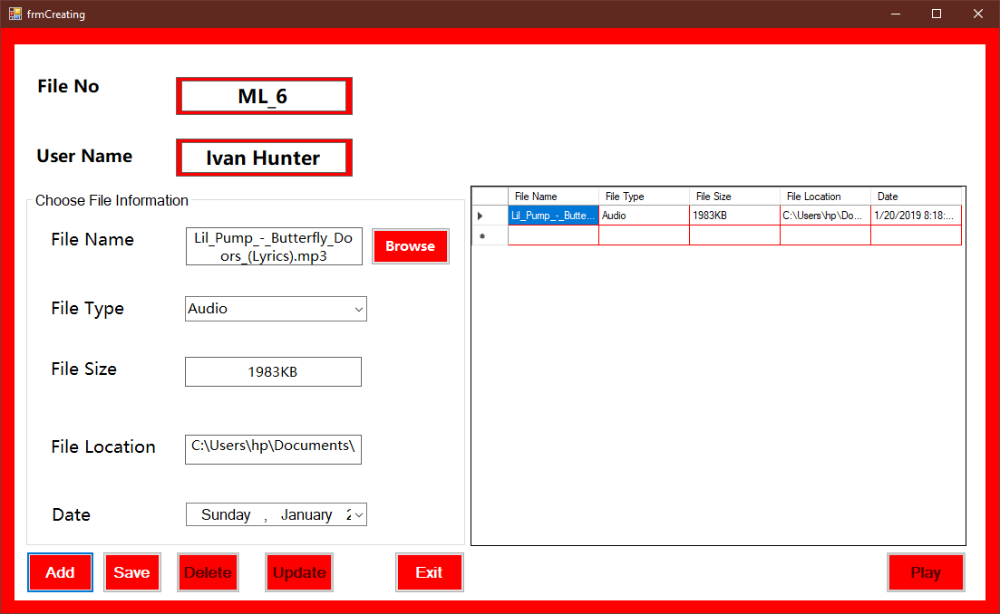 frmCreating
File No
ML_6
User Name
Ivan Hunter
Choose File Information
File Name
Lil_Pump_-_Butterfly_Do
ors_(Lyrics).mp3
Browse
File Type
Audio
File Size
1983KB
File Location
C:\Users\hp\Documents\
Date
Sunday , January 2
File Name File Type File Size File Location Date
Lil_Pump_-_Butte... Audio 1983KB C:\Users\hp\Do... 1/20/2019 8:18:...
Add Save Delete Update Exit Play